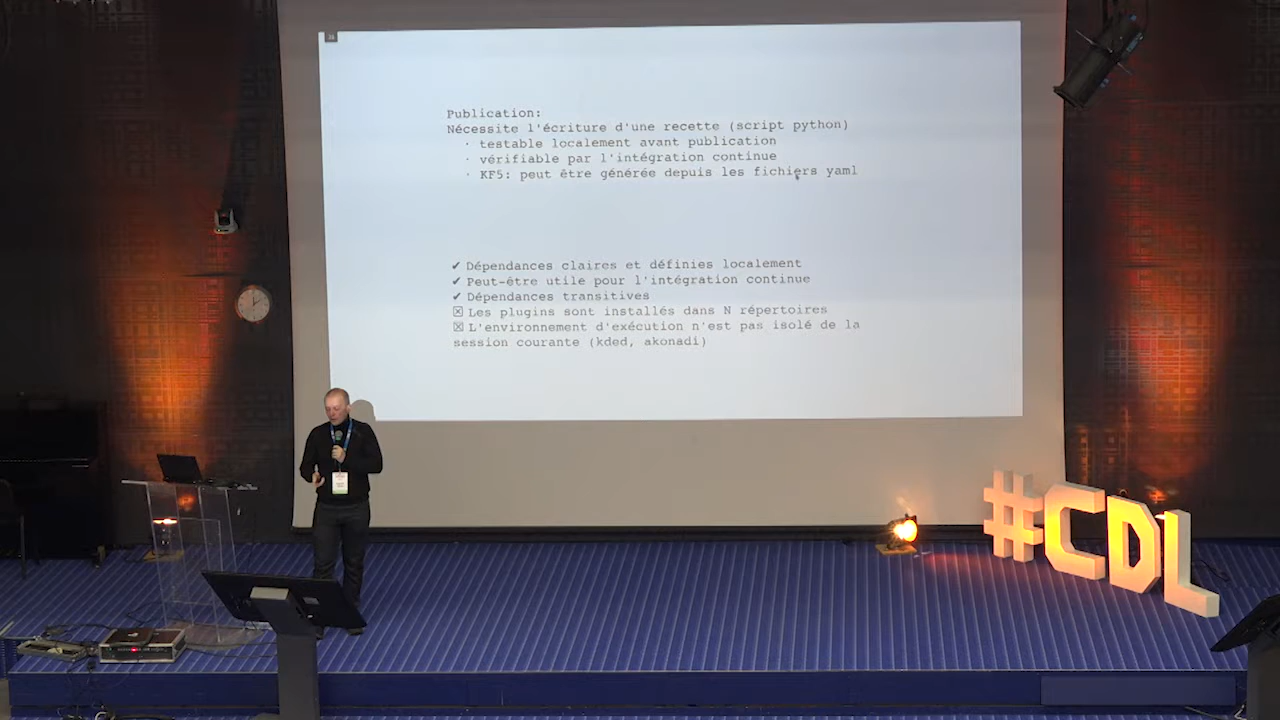 Publication:
Nécessite l'écriture d'une recette (script python)
· testable localement avant publication
· vérifiable par l'intégration continue
· KF5: peut être générée depuis les fichiers yaml
✔ Dépendances claires et définies localement
✔ Peut-être utile pour l'intégration continue
✔ Dépendances transitives
☒ Les plugins sont installés dans N répertoires
☒ L'environnement d'exécution n'est pas isolé de la
session courante (kded, akonadi)
#CDL